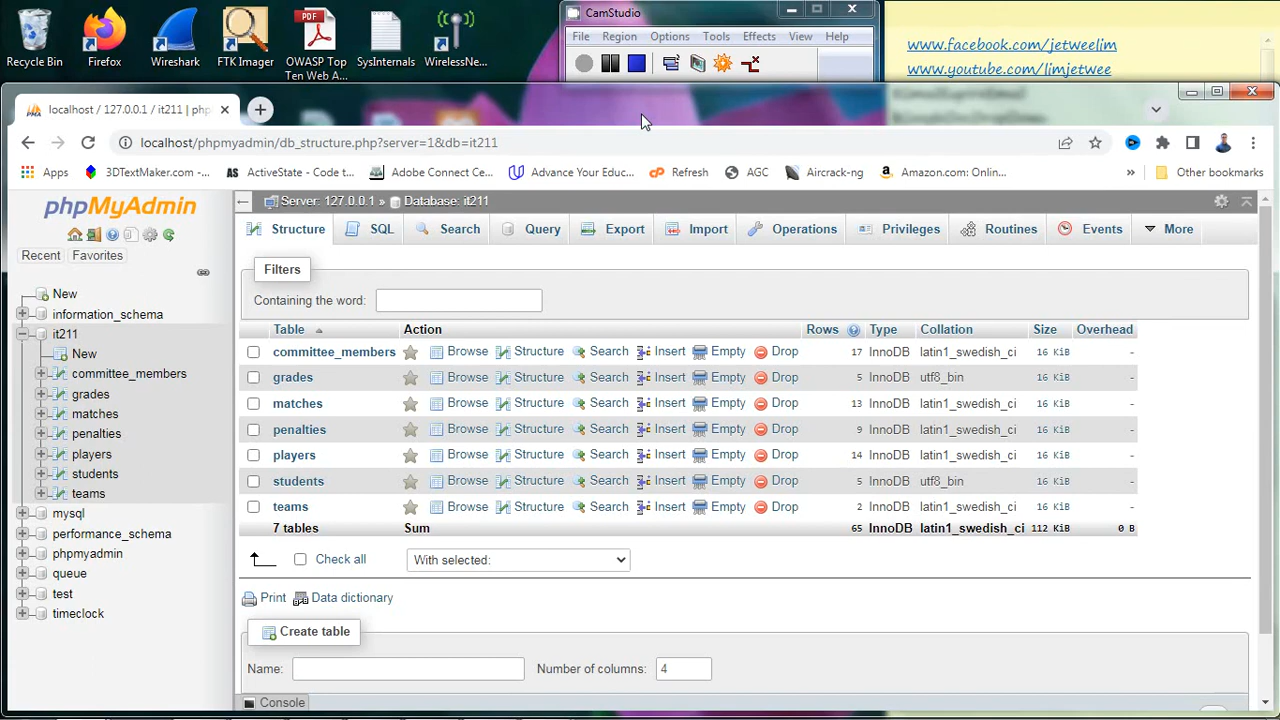 CamStudio
File Region Options Tools Effects View Help
www.facebook.com/jetweelim
www.youtube.com/limjetwee
Recycle Bin
Firefox
Wireshark
FTK Imager
OWASP Top
Ten Web A...
SysInternals
WirelessNe...
PDF
localhost / 127.0.0.1 / it211 | php
localhost/phpmyadmin/db_structure.php?server=1&db=it211
Apps 3DTextMaker.com -... ActiveState - Code t... Adobe Connect Ce... Advance Your Educ... Refresh AGC Aircrack-ng Amazon.com: Onlin... » Other bookmarks
phpMyAdmin
Recent Favorites
New
information_schema
it211
New
committee_members
grades
matches
penalties
players
students
teams
mysql
performance_schema
phpmyadmin
queue
test
timeclock
Server: 127.0.0.1 » Database: it211
Structure SQL Search Query Export Import Operations Privileges Routines Events More
Filters
Containing the word:
Table Action Rows Type Collation Size Overhead
committee_members Browse Structure Search Insert Empty Drop 17 InnoDB latin1_swedish_ci 16 KiB -
grades Browse Structure Search Insert Empty Drop 5 InnoDB utf8_bin 16 KiB -
matches Browse Structure Search Insert Empty Drop 13 InnoDB latin1_swedish_ci 16 KiB -
penalties Browse Structure Search Insert Empty Drop 9 InnoDB latin1_swedish_ci 16 KiB -
players Browse Structure Search Insert Empty Drop 14 InnoDB latin1_swedish_ci 16 KiB -
students Browse Structure Search Insert Empty Drop 5 InnoDB utf8_bin 16 KiB -
teams Browse Structure Search Insert Empty Drop 2 InnoDB latin1_swedish_ci 16 KiB -
7 tables Sum 65 InnoDB latin1_swedish_ci 112 KiB 0 B
Check all With selected:
Print Data dictionary
Create table
Name: Number of columns: 4
Console